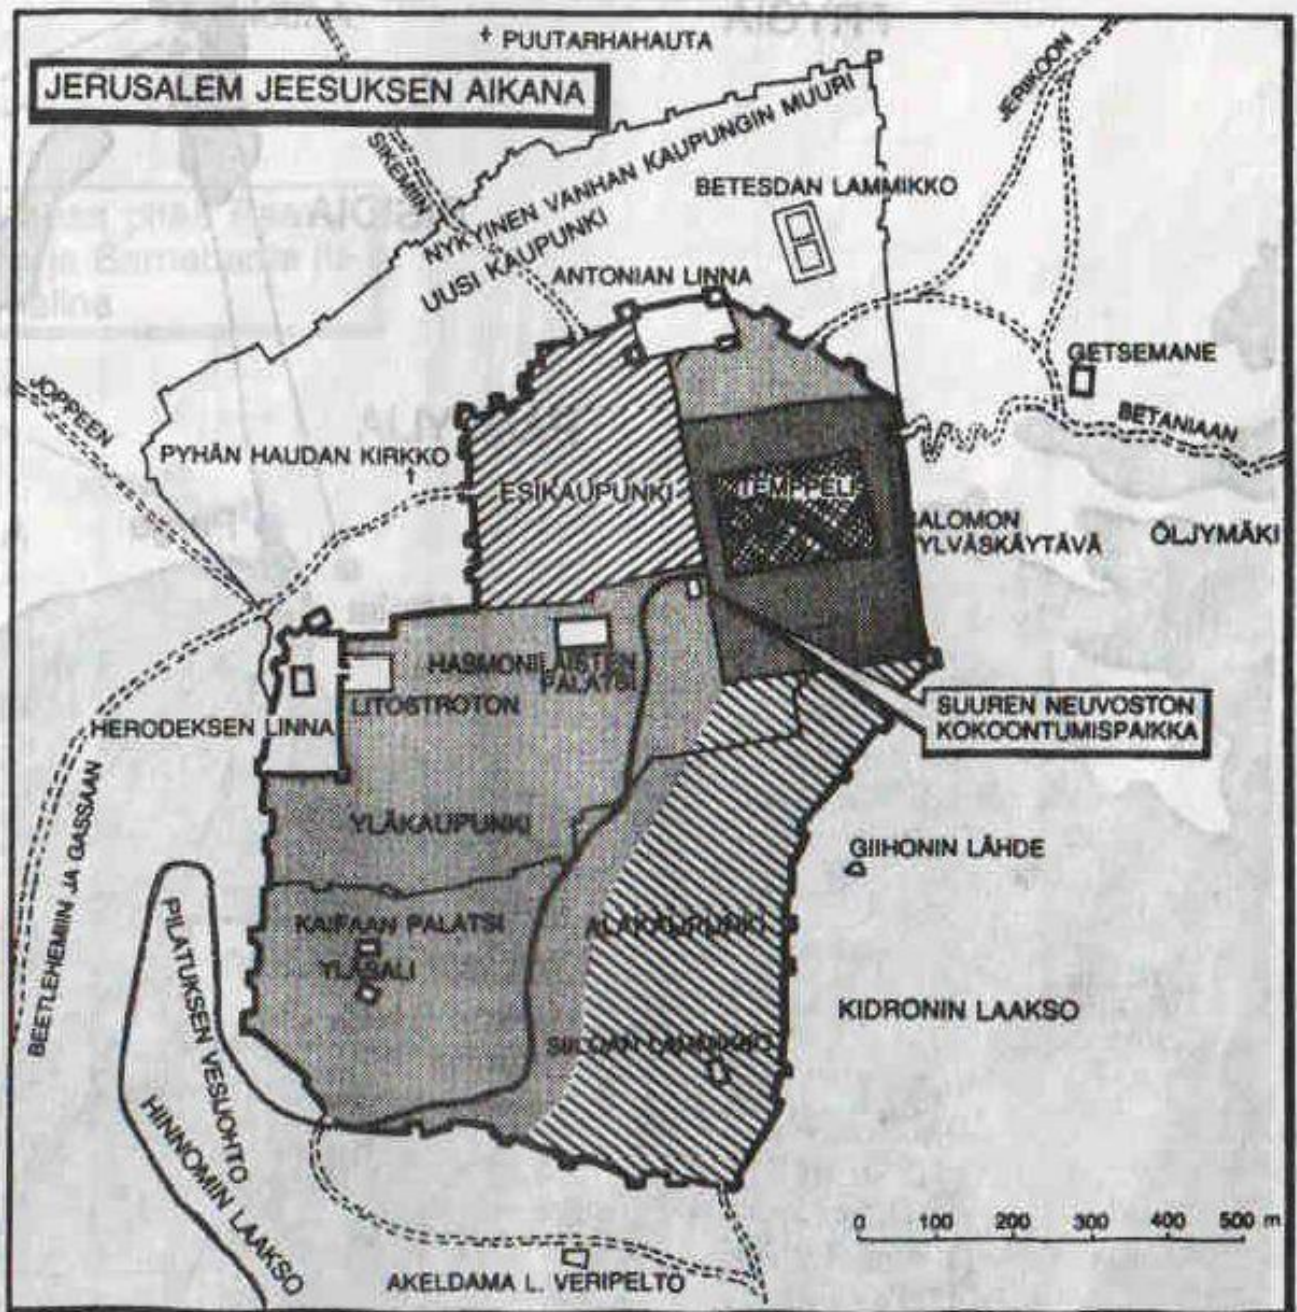 PUUTARHAHAUTA
JERUSALEM JEESUKSEN AIKANA
JERIKOON
SIKEMIIN
NYKYINEN VANHAN KAUPUNGIN MUURI
UUSI KAUPUNKI
BETESDAN LAMMIKKO
ANTONIAN LINNA
GETSEMANE
JOPPEEN
BETANIAAN
PYHÄN HAUDAN KIRKKO
ESIKAUPUNKI
TEMPPELI
ALOMON
YLVÄSKÄYTÄVÄ
ÖLJYMÄKI
HASMONILAISTEN
PALATSI
LITOSTROTON
HERODEKSEN LINNA
SUUREN NEUVOSTON
KOKOONTUMISPAIKKA
BEETLEHEMIIN JA GASSAAN
YLÄKAUPUNKI
GIIHONIN LÄHDE
KAIFAAN PALATSI
ALAKAUPUNKI
YLÄSALI
PILATUKSEN VESIJOHTO
KIDRONIN LAAKSO
SIILOAN LAMMIKKO
HINNOMIN LAAKSO
0 100 200 300 400 500 m
AKELDAMA L. VERIPELTO